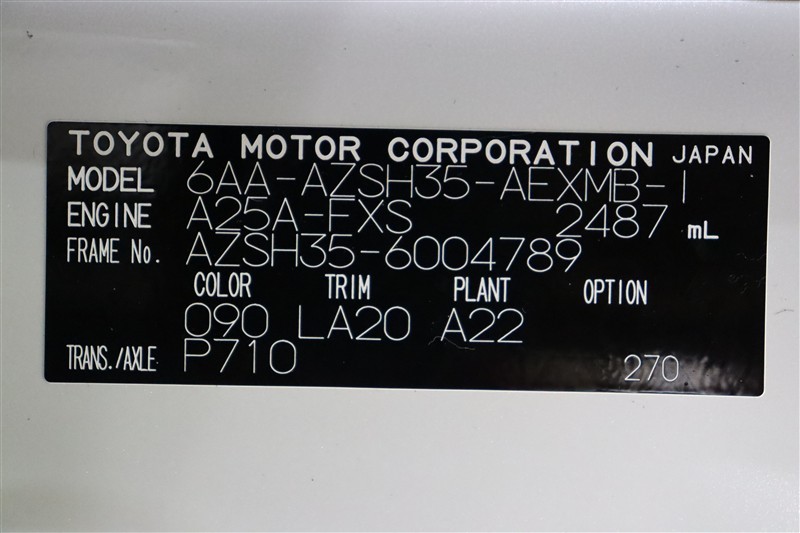 TOYOTA MOTOR CORPORATION JAPAN
MODEL 6AA-AZSH35-AEXMB-I
ENGINE A25A-FXS 2487 mL
FRAME No. AZSH35-6004789
COLOR TRIM PLANT OPTION
090 LA20 A22
TRANS./AXLE P710 270